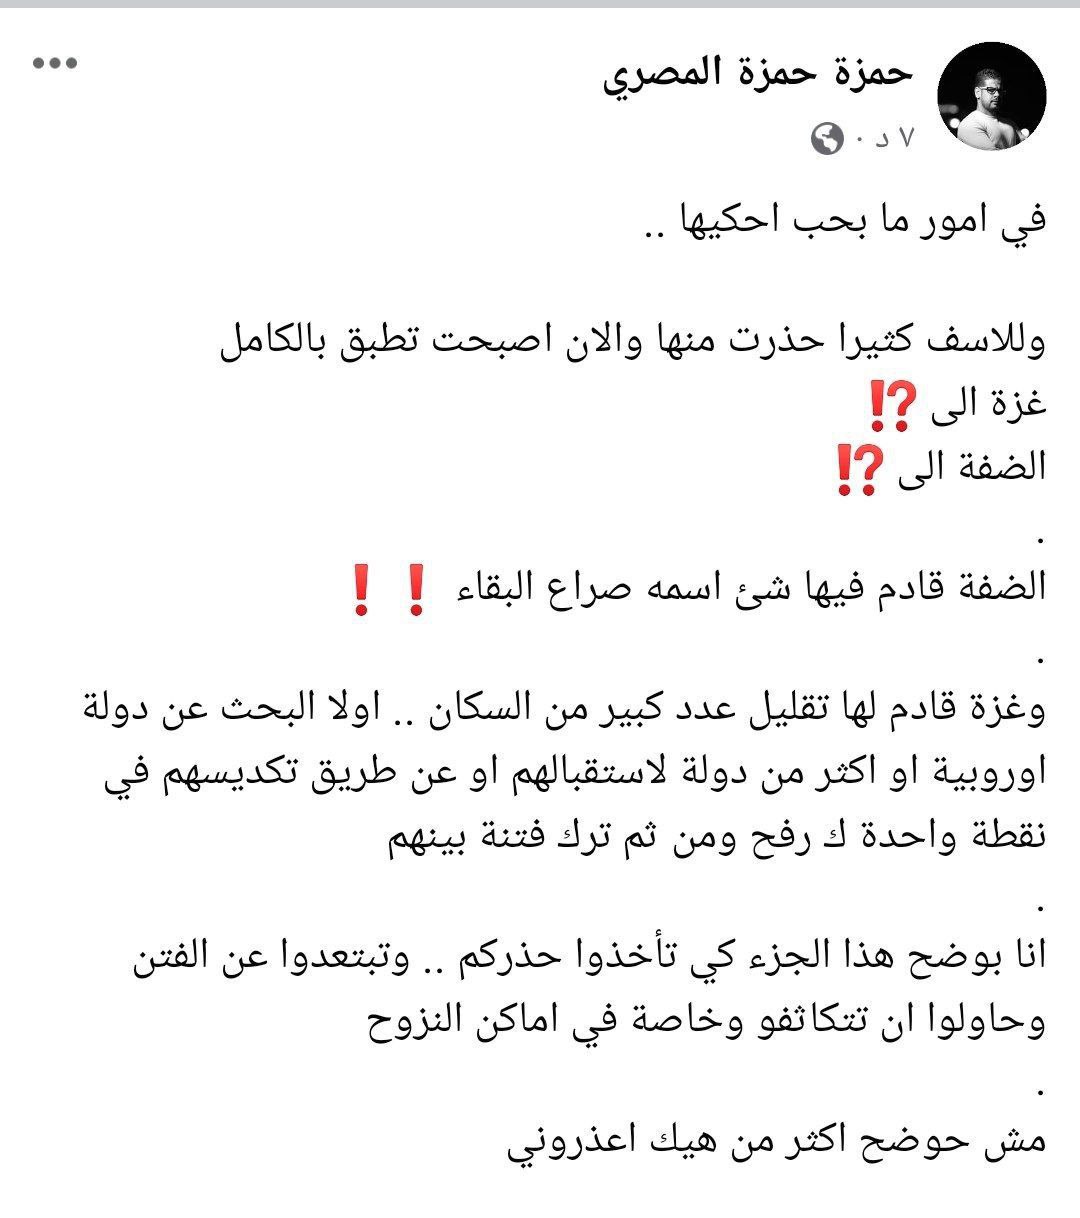 حمزة حمزة المصري
٧ د ·
في امور ما بحب احكيها ..
وللاسف كثيرا حذرت منها والان اصبحت تطبق بالكامل
غزة الى ⁉️
الضفة الى ⁉️
.
الضفة قادم فيها شئ اسمه صراع البقاء ❗❗
.
وغزة قادم لها تقليل عدد كبير من السكان .. اولا البحث عن دولة
اوروبية او اكثر من دولة لاستقبالهم او عن طريق تكديسهم في
نقطة واحدة ك رفح ومن ثم ترك فتنة بينهم
.
انا بوضح هذا الجزء كي تأخذوا حذركم .. وتبتعدوا عن الفتن
وحاولوا ان تتكاثفو وخاصة في اماكن النزوح
.
مش حوضح اكثر من هيك اعذروني